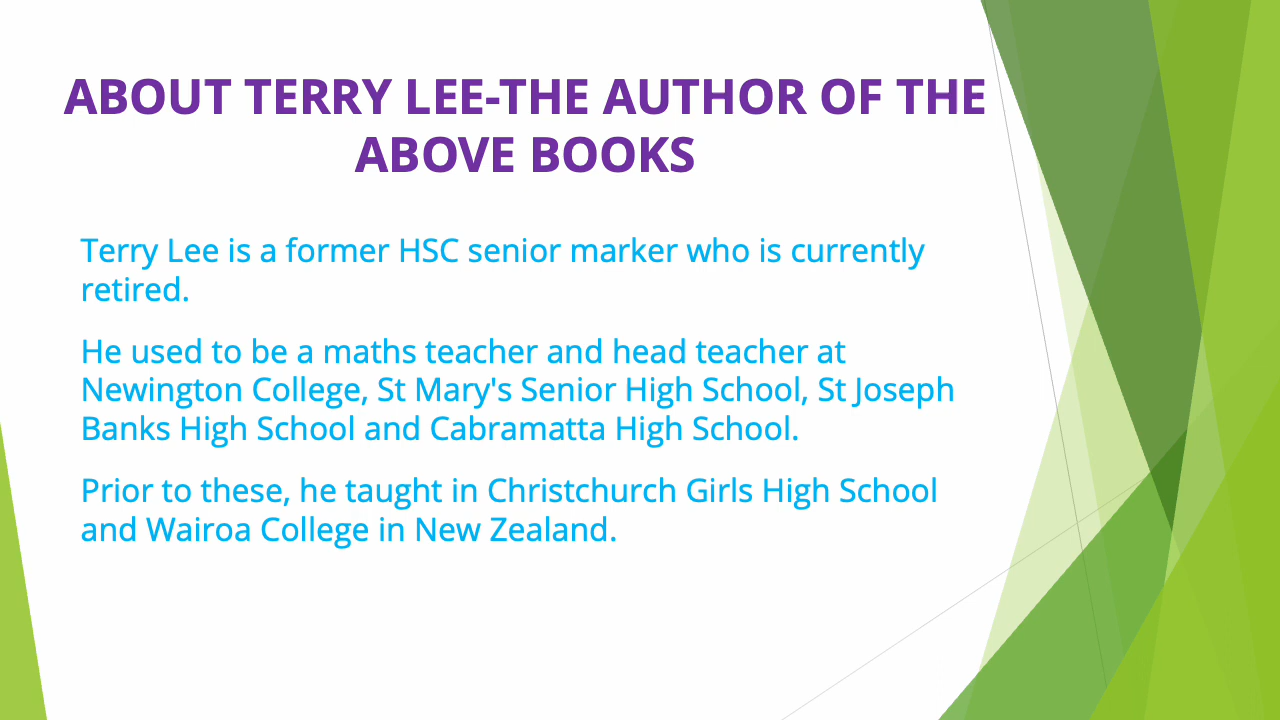 ABOUT TERRY LEE-THE AUTHOR OF THE
ABOVE BOOKS
Terry Lee is a former HSC senior marker who is currently
retired.
He used to be a maths teacher and head teacher at
Newington College, St Mary's Senior High School, St Joseph
Banks High School and Cabramatta High School.
Prior to these, he taught in Christchurch Girls High School
and Wairoa College in New Zealand.